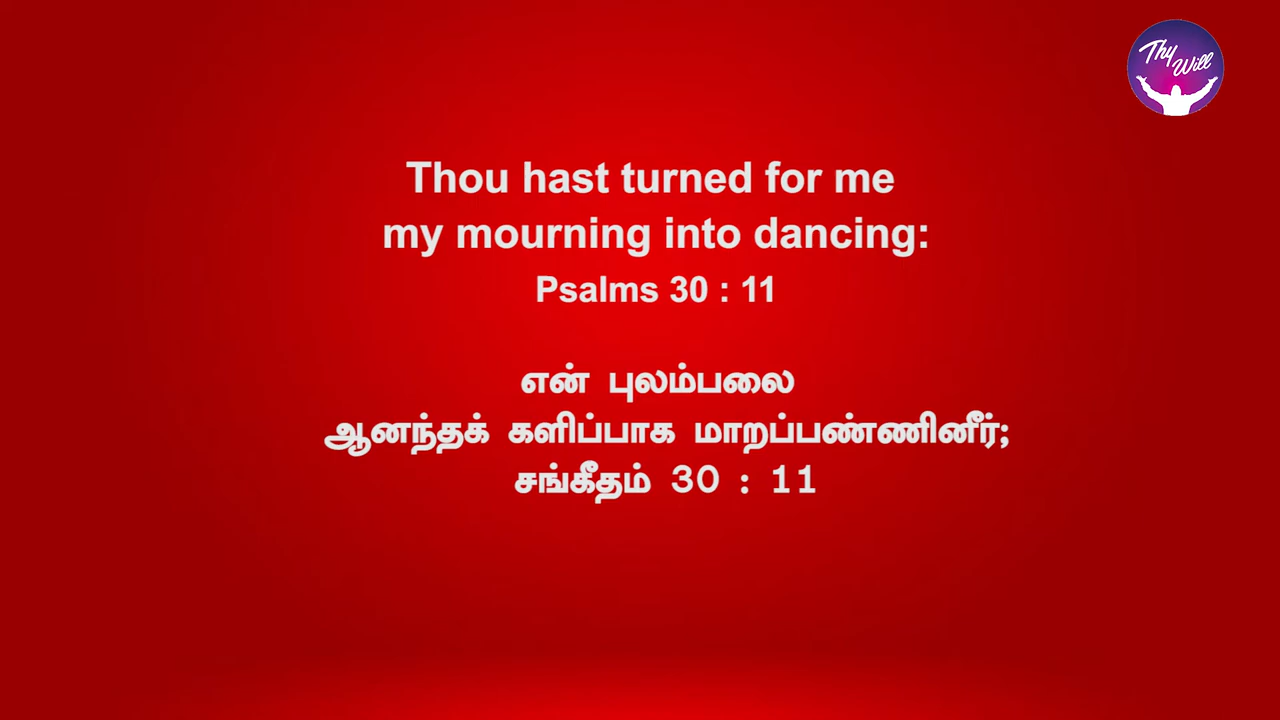 Thy Will
Thou hast turned for me
my mourning into dancing:
Psalms 30 : 11
என் புலம்பலை
ஆனந்தக் களிப்பாக மாறப்பண்ணினீர்;
சங்கீதம் 30 : 11